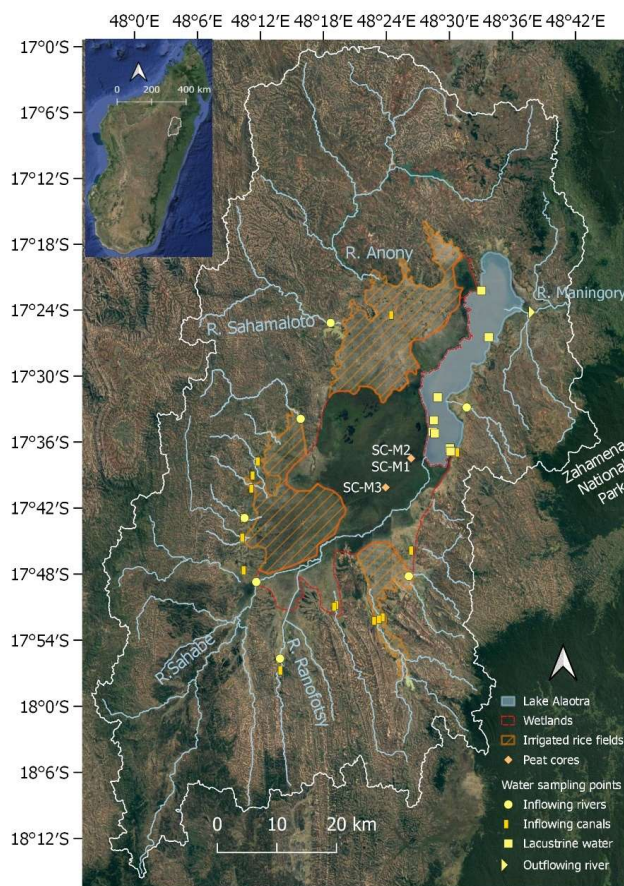 48°0'E 48°6'E 48°12'E 48°18'E 48°24'E 48°30'E 48°36'E 48°42'E
17°0'S
0 200 400 km
17°6'S
17°12'S
17°18'S
R. Anony
17°24'S
R. Maningory
R. Sahamaloto
17°30'S
17°36'S
SC-M2
SC-M1
Zahamena
National
Park
17°42'S
SC-M3
17°48'S
17°54'S
R.Sahabe
R. Ranofotsy
18°0'S
Lake Alaotra
Wetlands
Irrigated rice fields
Peat cores
18°6'S
Water sampling points
Inflowing rivers
Inflowing canals
0 10 20 km
18°12'S
Lacustrine water
Outflowing river